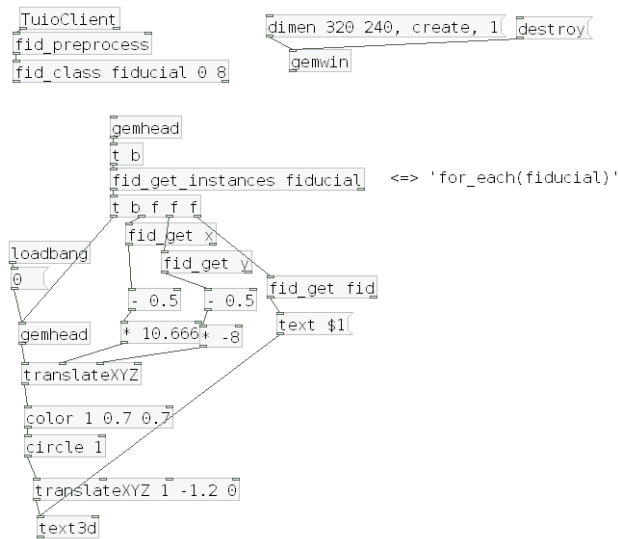 TuioClient
fid_preprocess
fid_class fiducial 0 8
dimen 320 240, create, 1
destroy
gemwin
gemhead
t b
fid_get_instances fiducial
<=> 'for_each(fiducial)'
t b f f f
fid_get x
fid_get y
loadbang
0
fid_get fid
- 0.5
- 0.5
text $1
gemhead
* 10.666
* -8
translateXYZ
color 1 0.7 0.7
circle 1
translateXYZ 1 -1.2 0
text3d